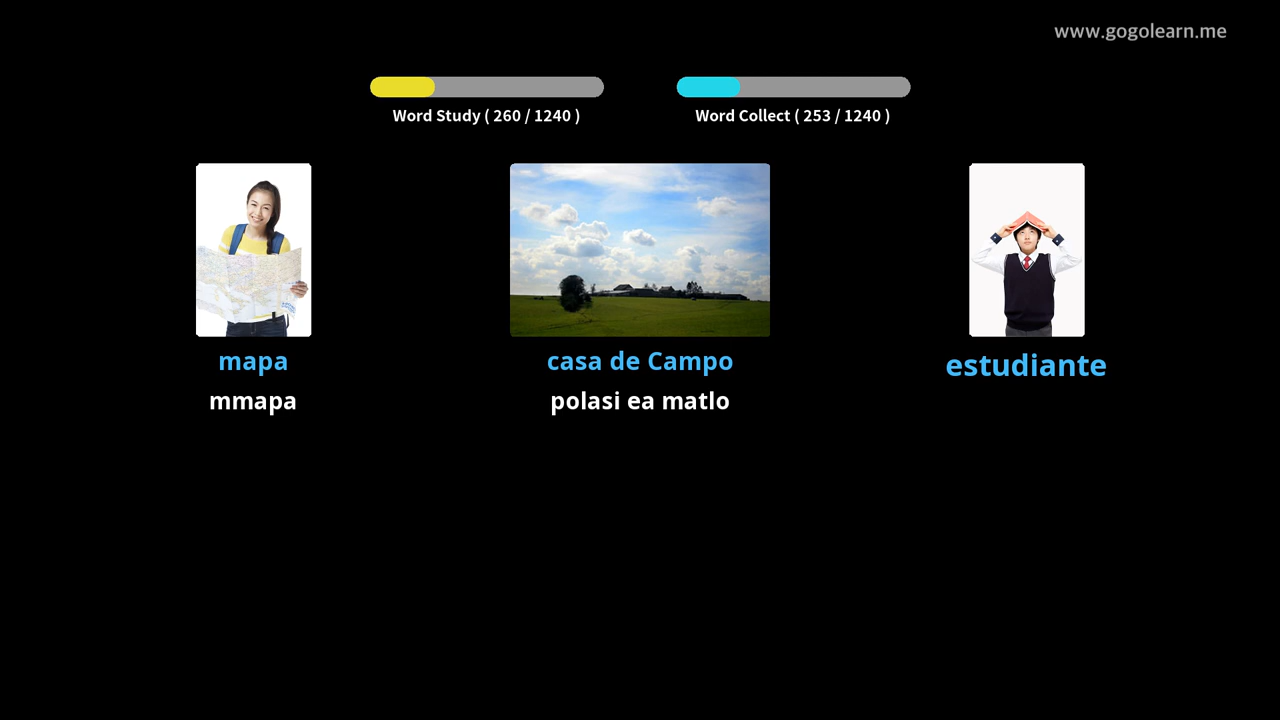 www.gogolearn.me
Word Study ( 260 / 1240 )
Word Collect ( 253 / 1240 )
mapa
mmapa
casa de Campo
polasi ea matlo
estudiante